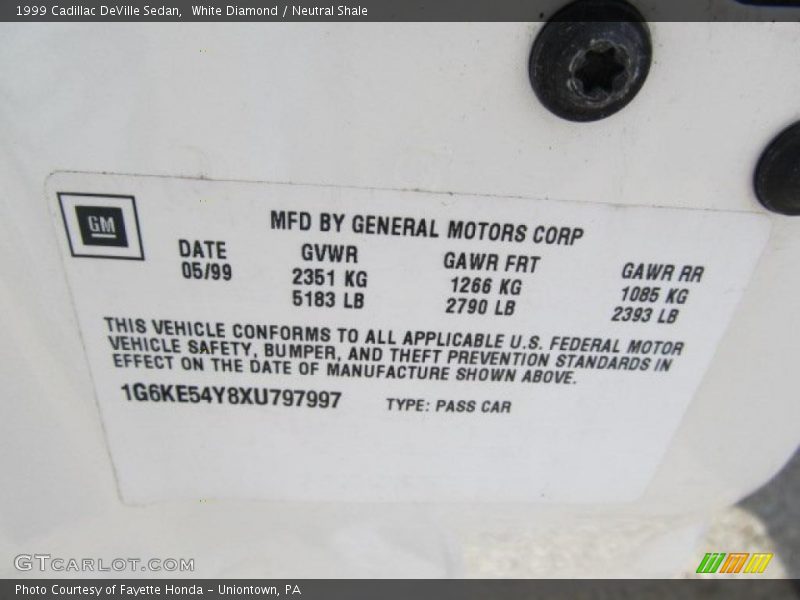 1999 Cadillac DeVille Sedan, White Diamond / Neutral Shale
GM
MFD BY GENERAL MOTORS CORP
DATE GVWR GAWR FRT GAWR RR
05/99 2351 KG 1266 KG 1085 KG
5183 LB 2790 LB 2393 LB
THIS VEHICLE CONFORMS TO ALL APPLICABLE U.S. FEDERAL MOTOR
VEHICLE SAFETY, BUMPER, AND THEFT PREVENTION STANDARDS IN
EFFECT ON THE DATE OF MANUFACTURE SHOWN ABOVE.
1G6KE54Y8XU797997 TYPE: PASS CAR
GTCARLOT.COM
Photo Courtesy of Fayette Honda - Uniontown, PA